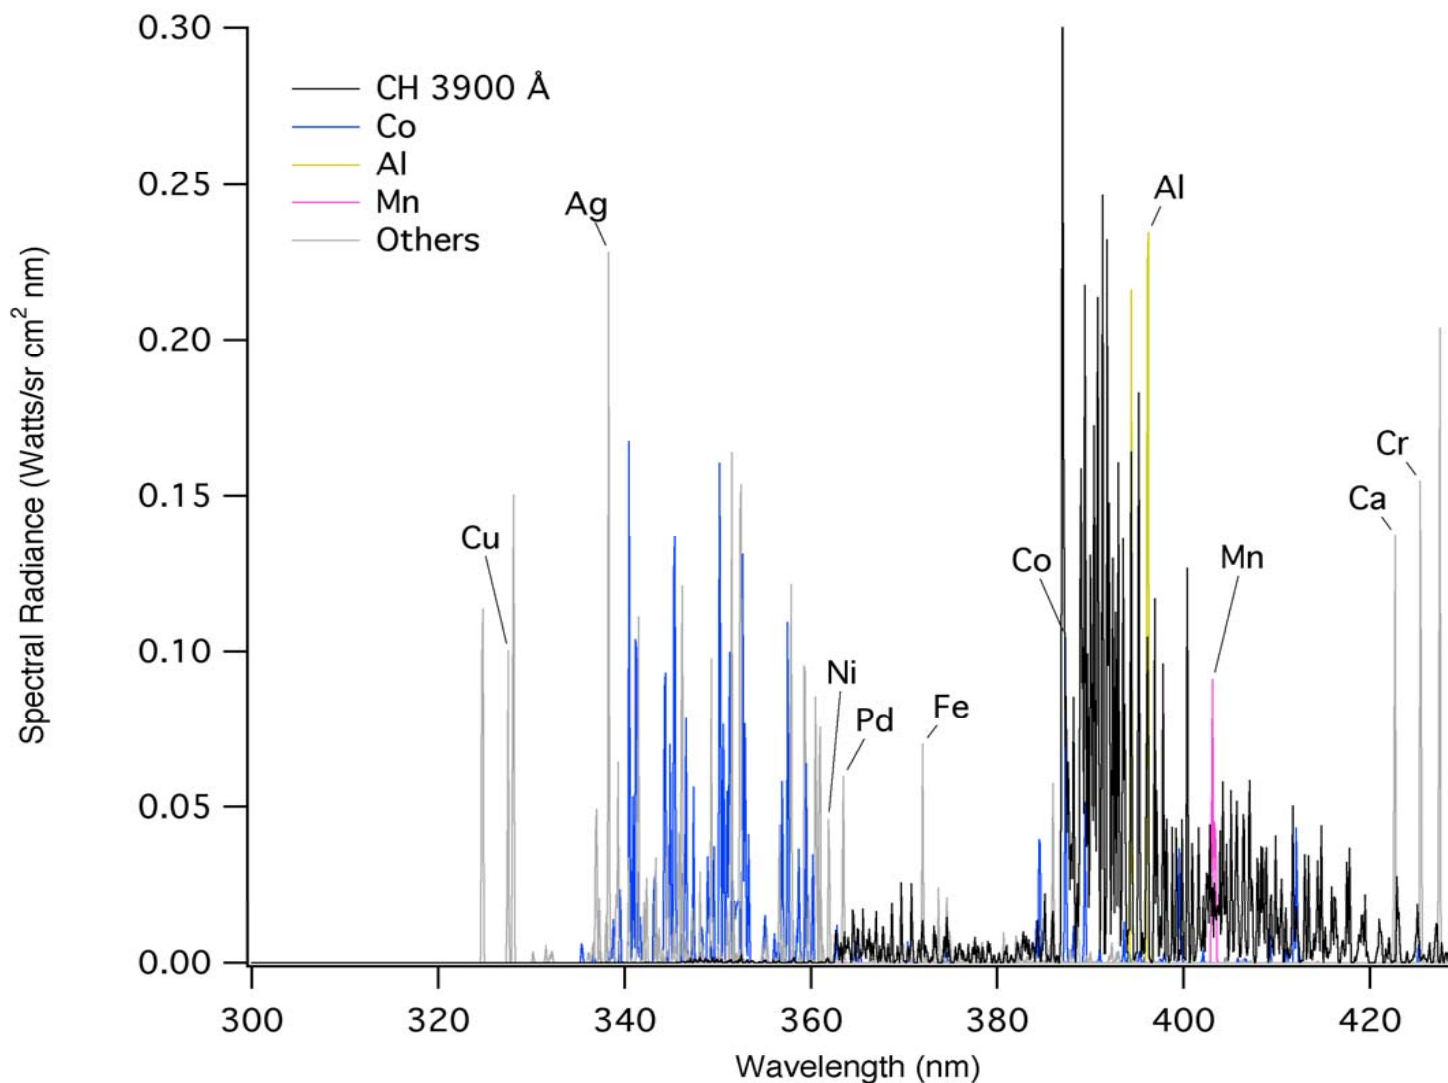 0.30
0.25
0.20
0.15
0.10
0.05
0.00
Spectral Radiance (Watts/sr cm² nm)
CH 3900 Å
Co
Al
Mn
Others
Ag
Al
Cu
Co
Mn
Cr
Ca
Ni
Pd
Fe
300 320 340 360 380 400 420
Wavelength (nm)